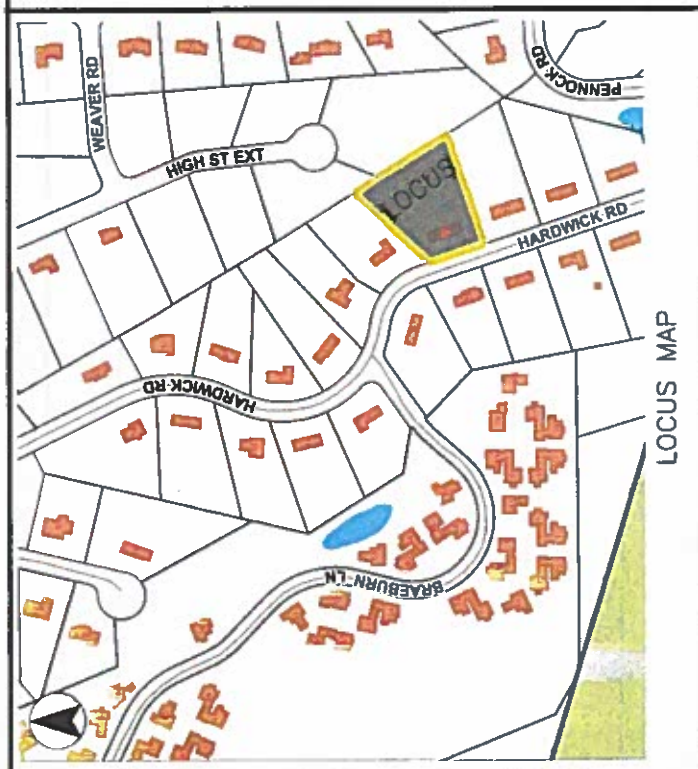 WEAVER RD
HIGH ST EXT
PENNOCK RD
LOCUS
HARDWICK RD
HARDWICK RD
BRAEBURN LN
LOCUS MAP